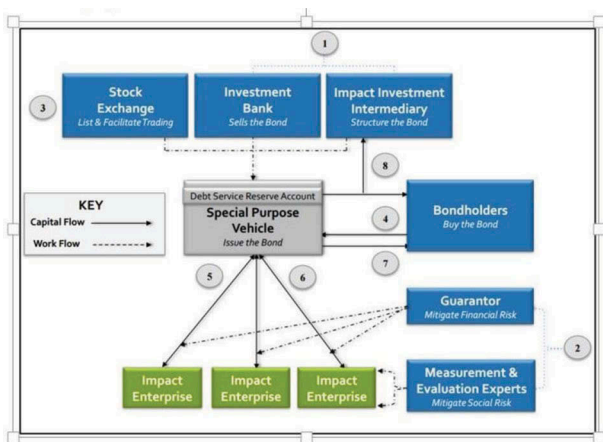 1
Stock
Exchange
List & Facilitate Trading
Investment
Bank
Sells the Bond
Impact Investment
Intermediary
Structure the Bond
3
8
Debt Service Reserve Account
Special Purpose
Vehicle
Issue the Bond
KEY
Capital Flow
Work Flow
4
Bondholders
Buy the Bond
7
5
6
Guarantor
Mitigate Financial Risk
2
Impact
Enterprise
Impact
Enterprise
Impact
Enterprise
Measurement &
Evaluation Experts
Mitigate Social Risk